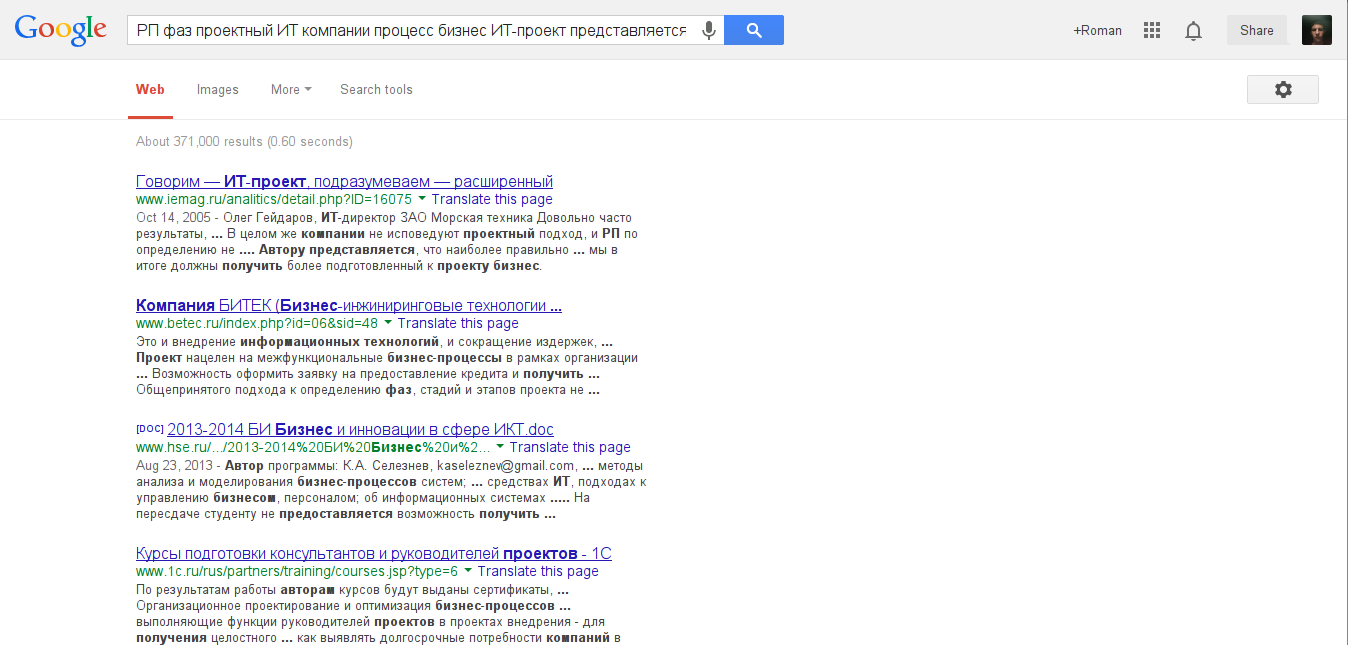 Google
РП фаз проектный ИТ компании процесс бизнес ИТ-проект представляется
+Roman
Share
Web Images More Search tools
About 371,000 results (0.60 seconds)
Говорим — ИТ-проект, подразумеваем — расширенный
www.iemag.ru/analitics/detail.php?ID=16075 Translate this page
Oct 14, 2005 - Олег Гейдаров, ИТ-директор ЗАО Морская техника Довольно часто
результаты, ... В целом же компании не исповедуют проектный подход, и РП по
определению не .... Автору представляется, что наиболее правильно ... мы в
итоге должны получить более подготовленный к проекту бизнес.
Компания БИТЕК (Бизнес-инжиниринговые технологии ...
www.betec.ru/index.php?id=06&sid=48 Translate this page
Это и внедрение информационных технологий, и сокращение издержек, ...
Проект нацелен на межфункциональные бизнес-процессы в рамках организации
... Возможность оформить заявку на предоставление кредита и получить ...
Общепринятого подхода к определению фаз, стадий и этапов проекта не ...
[DOC] 2013-2014 БИ Бизнес и инновации в сфере ИКТ.doc
www.hse.ru/.../2013-2014%20БИ%20Бизнес%20и%2... Translate this page
Aug 23, 2013 - Автор программы: К.А. Селезнев, kaseleznev@gmail.com, ... методы
анализа и моделирования бизнес-процессов систем; ... средствах ИТ, подходах к
управлению бизнесом, персоналом; об информационных системах ..... На
пересдаче студенту не предоставляется возможность получить ...
Курсы подготовки консультантов и руководителей проектов - 1С
www.1c.ru/rus/partners/training/courses.jsp?type=6 Translate this page
По результатам работы авторам курсов будут выданы сертификаты, ...
Организационное проектирование и оптимизация бизнес-процессов ...
выполняющие функции руководителей проектов в проектах внедрения - для
получения целостного ... как выявлять долгосрочные потребности компаний в